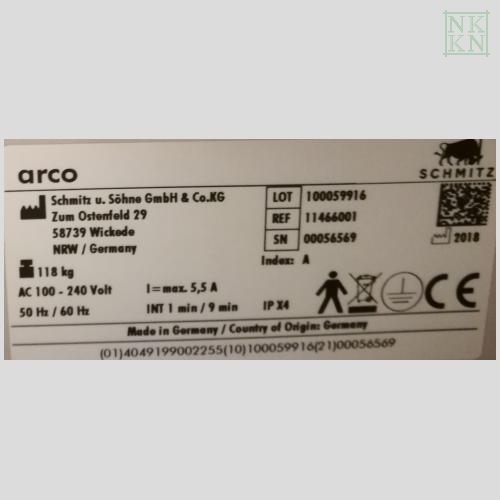 NK
KN
arco
SCHMITZ
Schmitz u. Söhne GmbH & Co.KG
Zum Ostenfeld 29
58739 Wickede
NRW / Germany
LOT 100059916
REF 11466001
SN 00056569
Index: A
2018
118 kg
AC 100 - 240 Volt I = max. 5,5 A
50 Hz / 60 Hz INT 1 min / 9 min IP X4
CE
Made in Germany / Country of Origin: Germany
(01)4049199002255(10)100059916(21)00056569